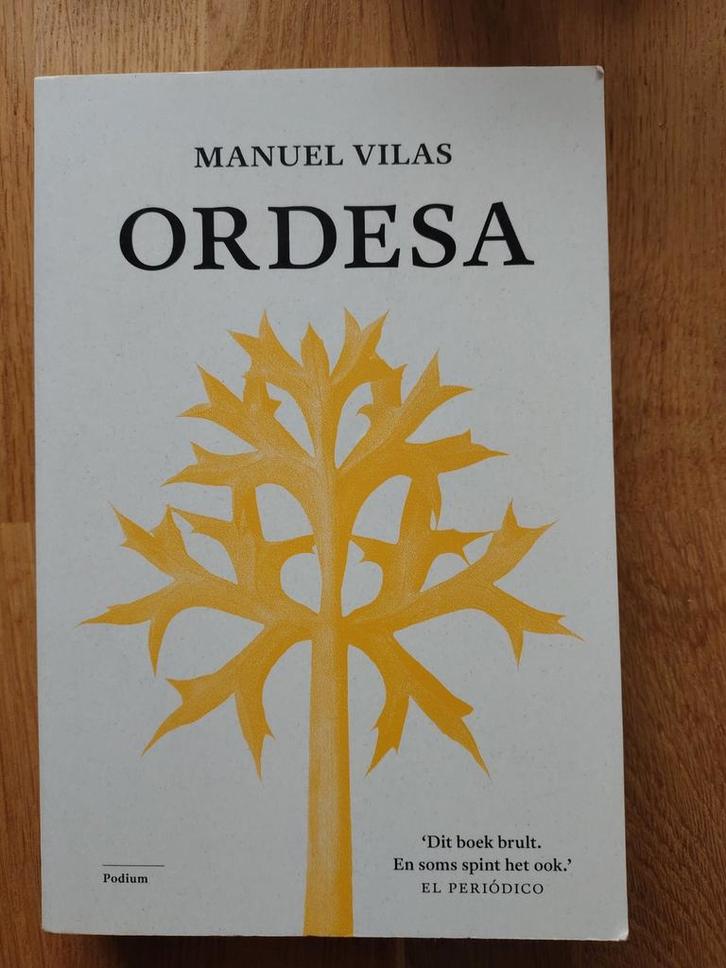 MANUEL VILAS
ORDESA
‘Dit boek brult.
En soms spint het ook.’
EL PERIÓDICO
Podium